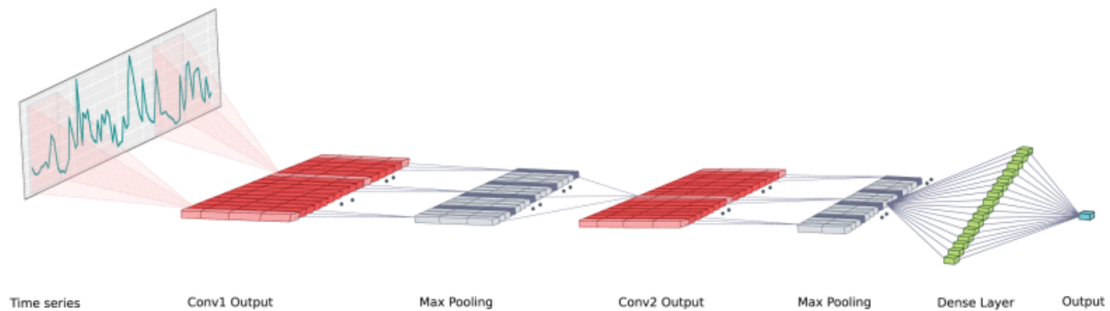 Time series
Conv1 Output
Max Pooling
Conv2 Output
Max Pooling
Dense Layer
Output